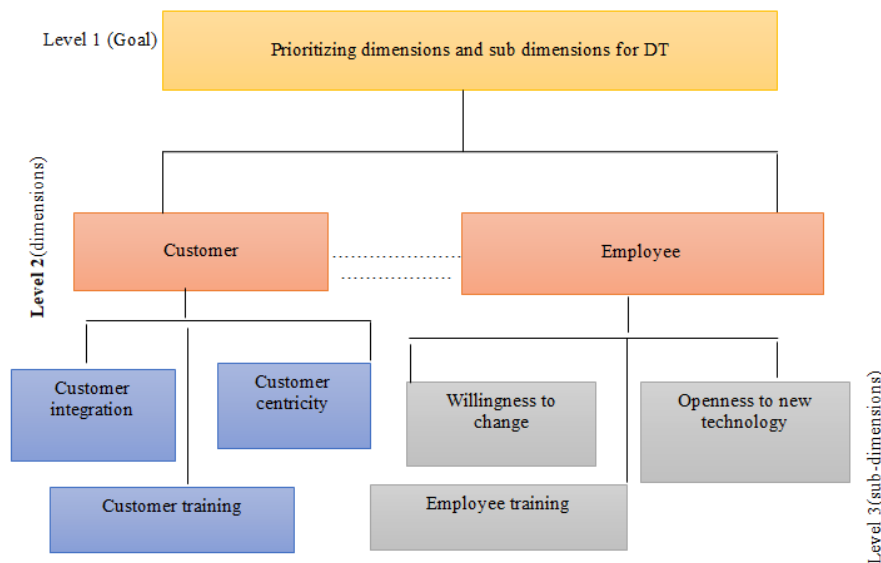 Level 1 (Goal)
Prioritizing dimensions and sub dimensions for DT
Level 2(dimensions)
Customer
....................
.................
Employee
Customer
integration
Customer
centricity
Customer training
Willingness to
change
Openness to new
technology
Employee training
Level 3(sub-dimensions)